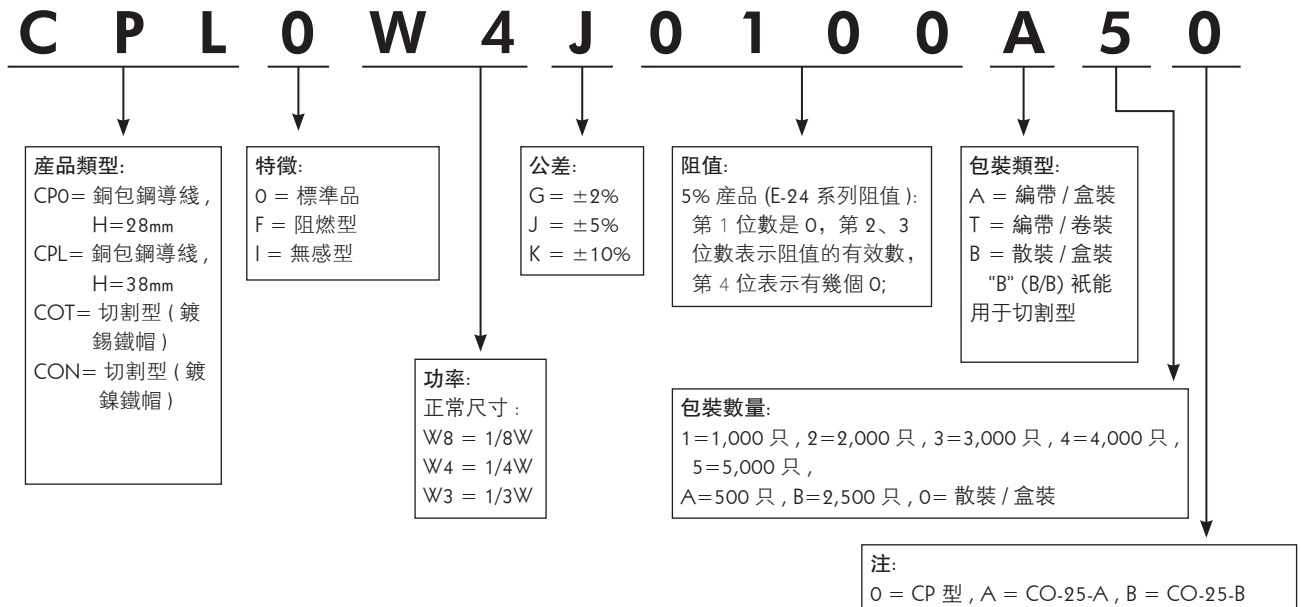 C P L 0 W 4 J 0 1 0 0 A 5 0
産品類型:
CP0= 銅包鋼導綫 ,
H=28mm
CPL= 銅包鋼導綫 ,
H=38mm
COT= 切割型 ( 鍍
錫鐵帽 )
CON= 切割型 ( 鍍
鎳鐵帽 )
特徵:
0 = 標準品
F = 阻燃型
I = 無感型
功率:
正常尺寸 :
W8 = 1/8W
W4 = 1/4W
W3 = 1/3W
公差:
G= ±2%
J = ±5%
K = ±10%
阻值:
5% 産品 (E-24 系列阻值 ):
第 1 位數是 0，第 2、3
位數表示阻值的有效數，
第 4 位表示有幾個 0;
包裝類型:
A = 編帶 / 盒裝
T = 編帶 / 卷裝
B = 散裝 / 盒裝
“B” (B/B) 衹能
用于切割型
包裝數量:
1=1,000 只 , 2=2,000 只 , 3=3,000 只 , 4=4,000 只 ,
5=5,000 只 ,
A=500 只 , B=2,500 只 , 0= 散裝 / 盒裝
注:
0 = CP 型 , A = CO-25-A , B = CO-25-B